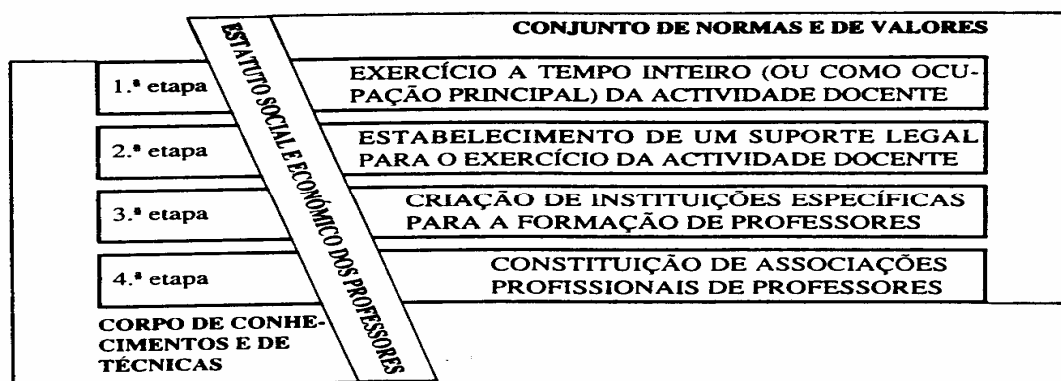 CONJUNTO DE NORMAS E DE VALORES
ESTATUTO SOCIAL E ECONÓMICO DOS PROFESSORES
1.ª etapa
EXERCÍCIO A TEMPO INTEIRO (OU COMO OCU-
PAÇÃO PRINCIPAL) DA ACTIVIDADE DOCENTE
2.ª etapa
ESTABELECIMENTO DE UM SUPORTE LEGAL
PARA O EXERCÍCIO DA ACTIVIDADE DOCENTE
3.ª etapa
CRIAÇÃO DE INSTITUIÇÕES ESPECÍFICAS
PARA A FORMAÇÃO DE PROFESSORES
4.ª etapa
CONSTITUIÇÃO DE ASSOCIAÇÕES
PROFISSIONAIS DE PROFESSORES
CORPO DE CONHE-
CIMENTOS E DE
TÉCNICAS